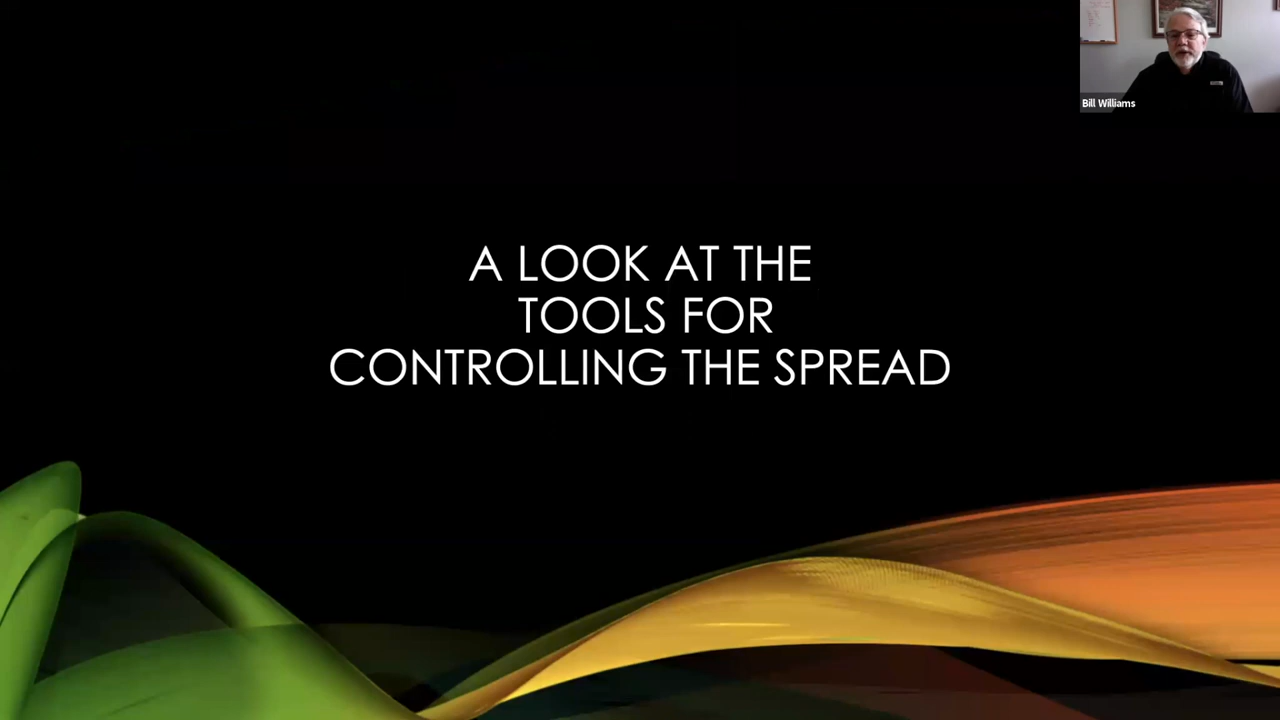 A LOOK AT THE
TOOLS FOR
CONTROLLING THE SPREAD
Bill Williams